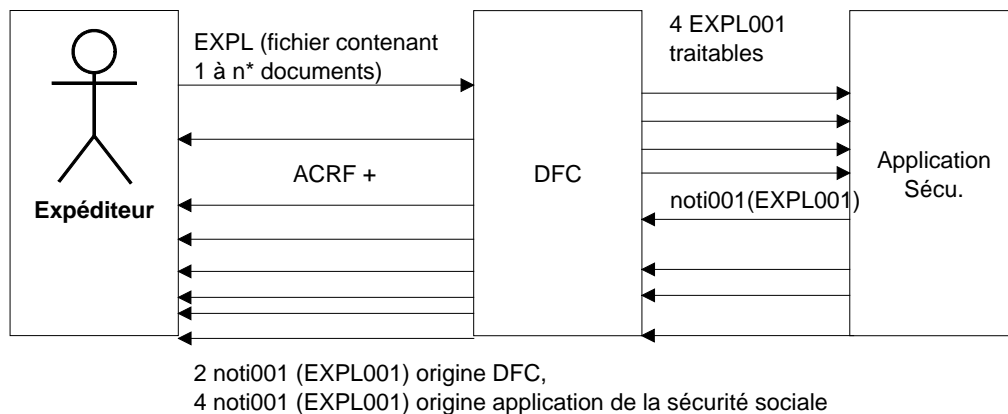 EXPL (fichier contenant
1 à n* documents)
4 EXPL001
traitables
ACRF +
DFC
Application
Sécu.
Expéditeur
noti001(EXPL001)
2 noti001 (EXPL001) origine DFC,
4 noti001 (EXPL001) origine application de la sécurité sociale